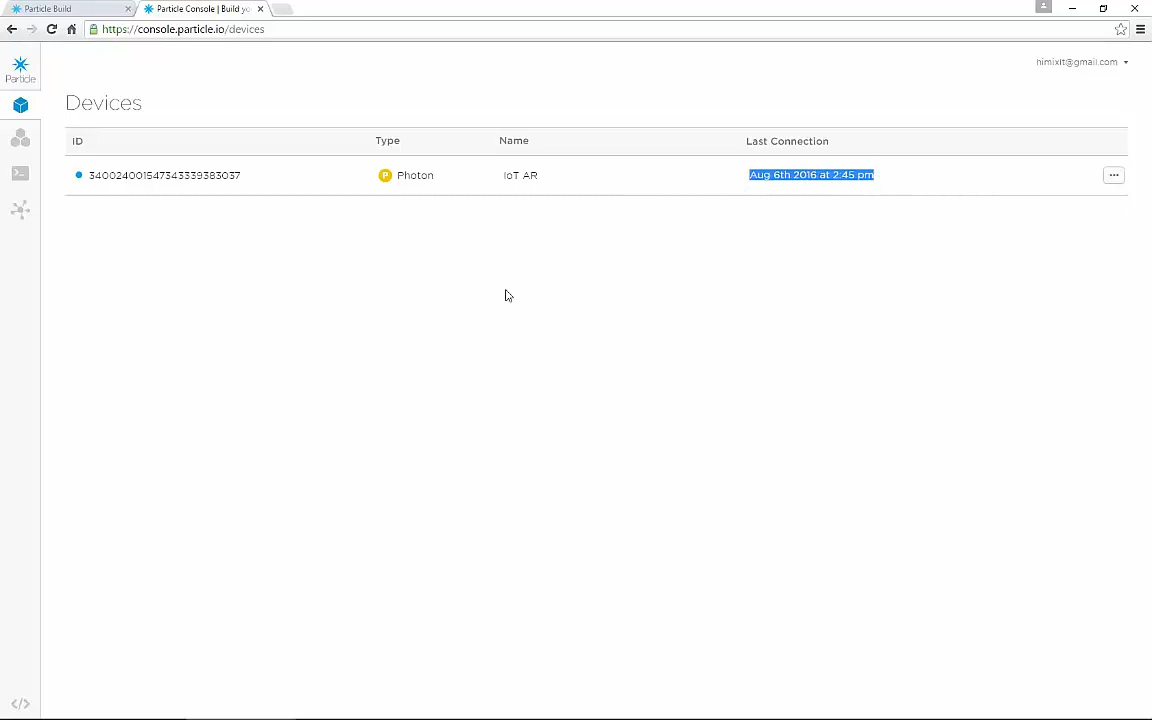 Particle Build
Particle Console | Build yo
https://console.particle.io/devices
Particle
himixlt@gmail.com
Devices
ID Type Name Last Connection
340024001547343339383037 P Photon IoT AR Aug 6th 2016 at 2:45 pm